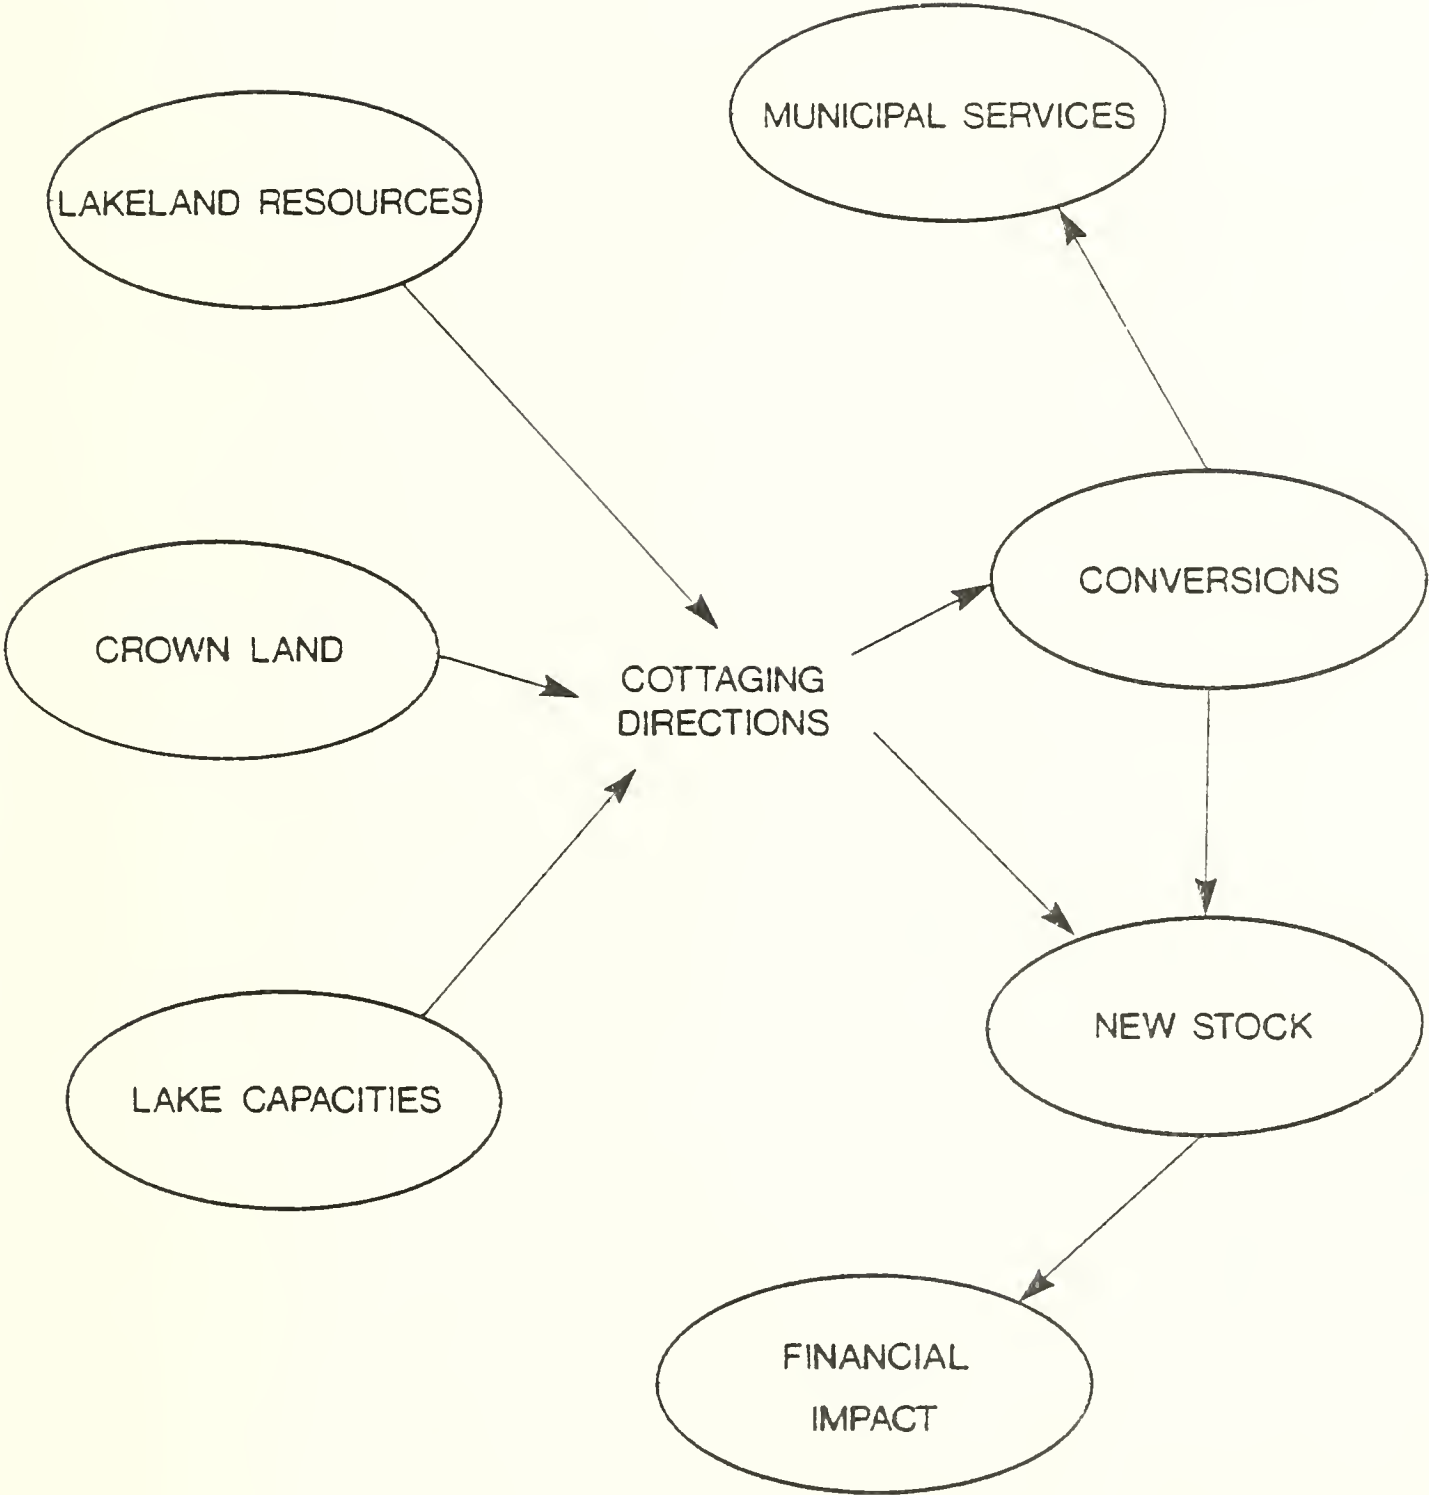 MUNICIPAL SERVICES
LAKELAND RESOURCES
CONVERSIONS
CROWN LAND
COTTAGING
DIRECTIONS
NEW STOCK
LAKE CAPACITIES
FINANCIAL
IMPACT